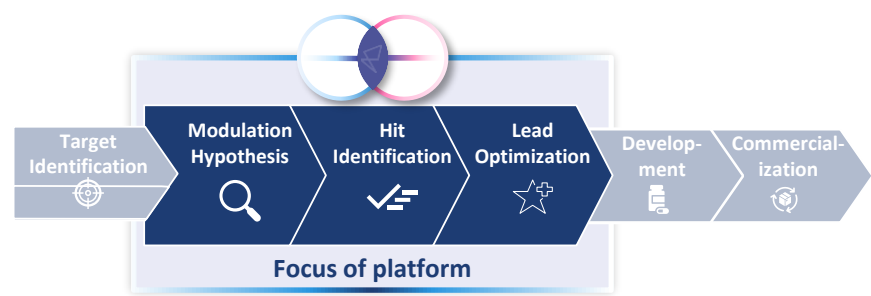 Target
Identification
Modulation
Hypothesis
Hit
Identification
Lead
Optimization
Develop-
ment
Commercial-
ization
Focus of platform